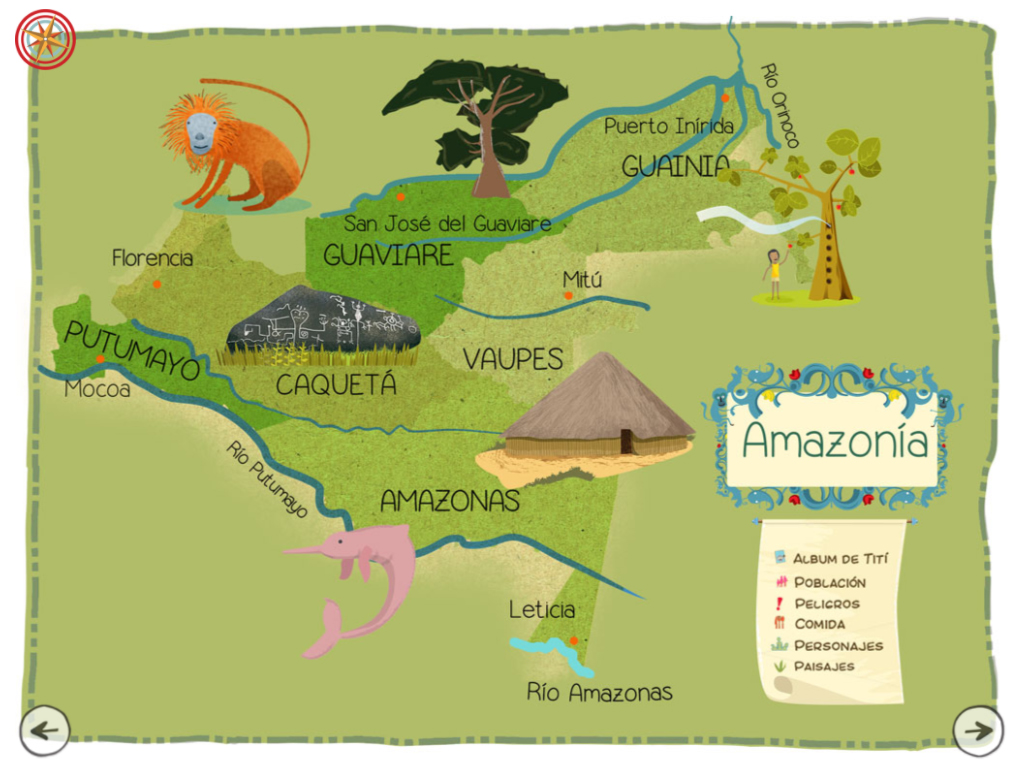 Río Orinoco
Puerto Inírida
GUAINIA
San José del Guaviare
GUAVIARE
Florencia
Mitú
PUTUMAYO
VAUPES
Mocoa
CAQUETÁ
Amazonía
Río Putumayo
AMAZONAS
ALBUM DE TITÍ
POBLACIÓN
PELIGROS
COMIDA
PERSONAJES
PAISAJES
Leticia
Río Amazonas